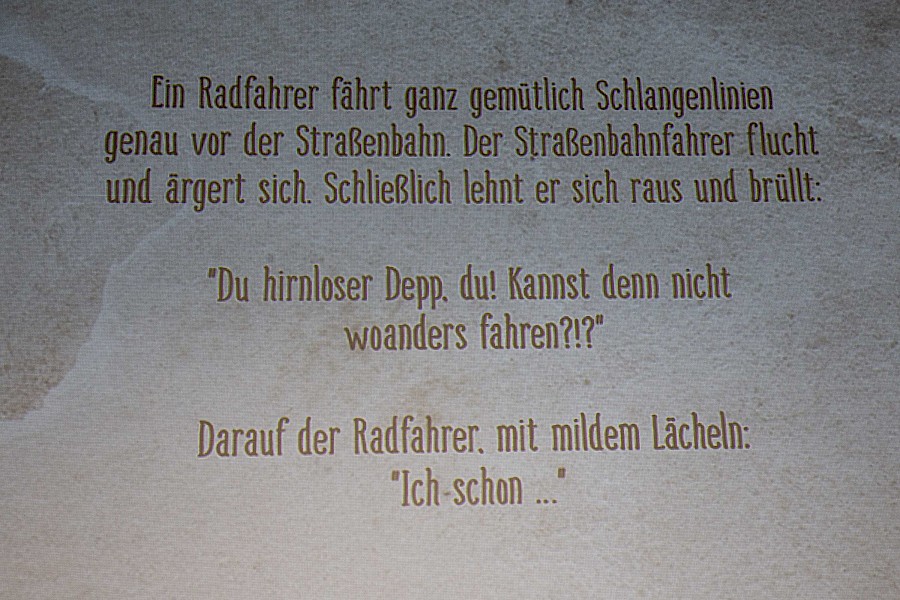 Ein Radfahrer fährt ganz gemütlich Schlangenlinien
genau vor der Straßenbahn. Der Straßenbahnfahrer flucht
und ärgert sich. Schließlich lehnt er sich raus und brüllt:
"Du hirnloser Depp, du! Kannst denn nicht
woanders fahren?!?"
Darauf der Radfahrer, mit mildem Lächeln:
"Ich schon ..."